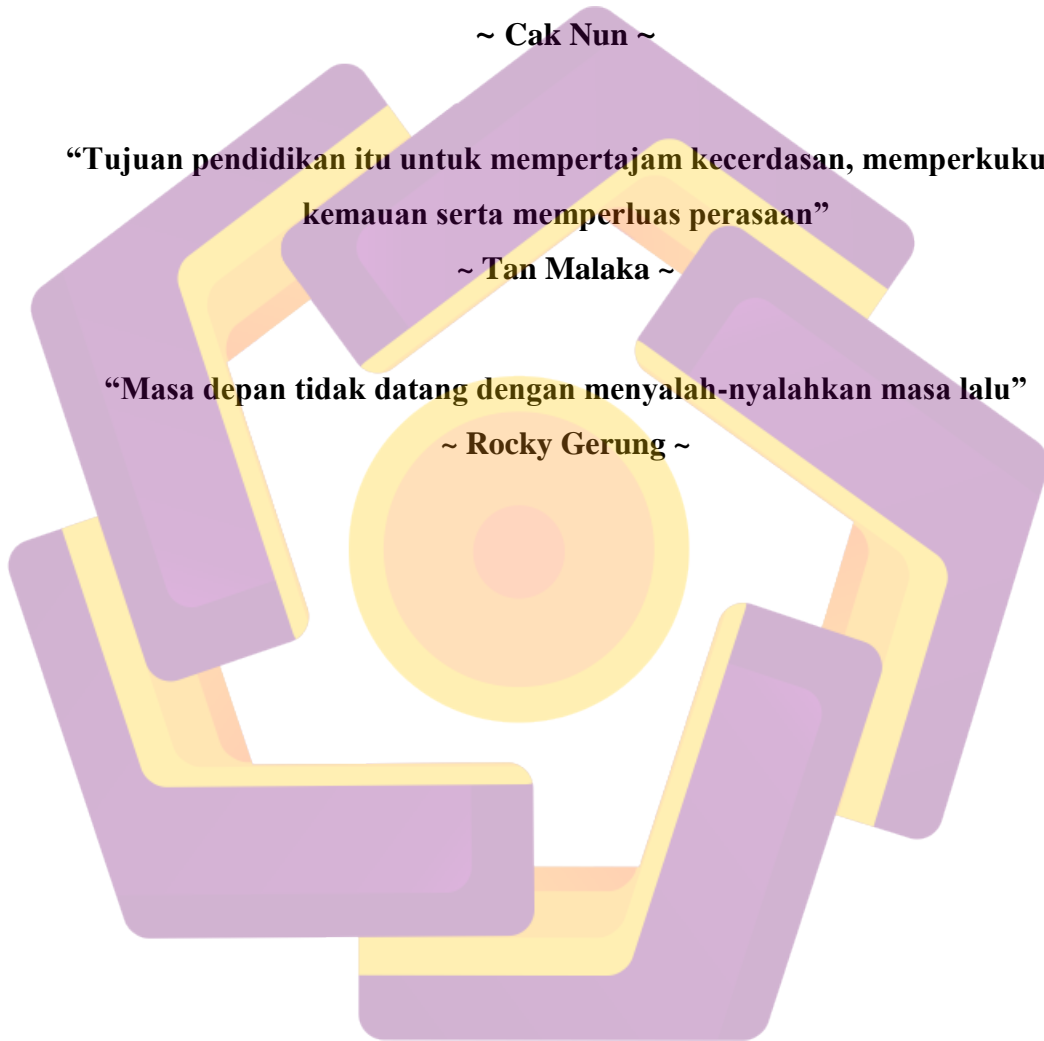 ~ Cak Nun ~
“Tujuan pendidikan itu untuk mempertajam kecerdasan, memperkuku
kemauan serta memperluas perasaan”
~ Tan Malaka ~
“Masa depan tidak datang dengan menyalah-nyalahkan masa lalu”
~ Rocky Gerung ~